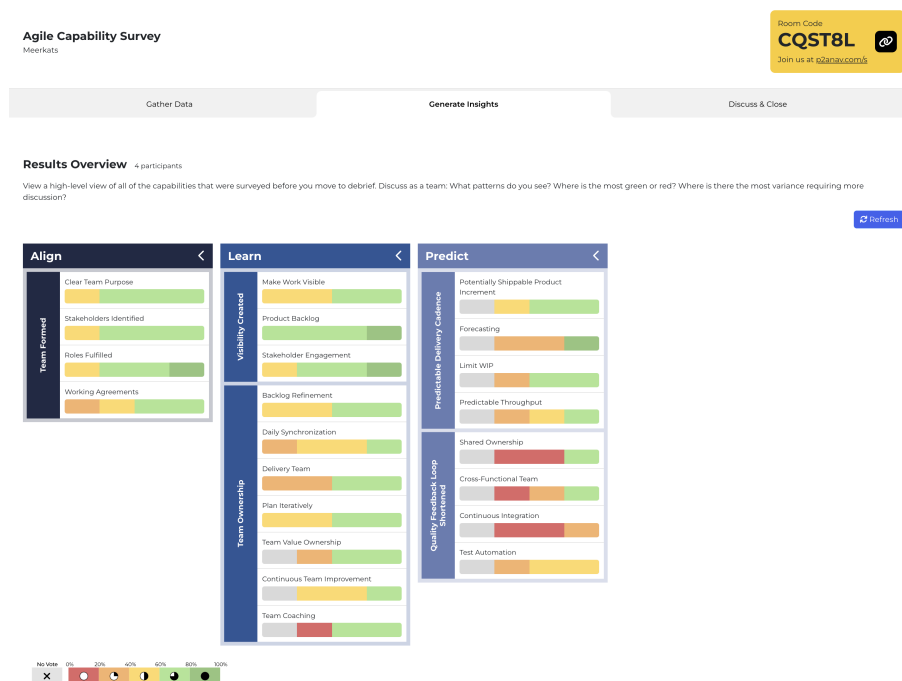 Agile Capability Survey
Meerkats
Room Code
CQST8L
Join us at p2anav.com/s
Gather Data
Generate Insights
Discuss & Close
Results Overview 4 participants
View a high-level view of all of the capabilities that were surveyed before you move to debrief. Discuss as a team: What patterns do you see? Where is the most green or red? Where is there the most variance requiring more
discussion?
Refresh
Align
Team Formed
Clear Team Purpose
Stakeholders Identified
Roles Fulfilled
Working Agreements
Learn
Visibility Created
Make Work Visible
Product Backlog
Stakeholder Engagement
Team Ownership
Backlog Refinement
Daily Synchronization
Delivery Team
Plan Iteratively
Team Value Ownership
Continuous Team Improvement
Team Coaching
Predict
Predictable Delivery Cadence
Potentially Shippable Product
Increment
Forecasting
Limit WIP
Predictable Throughput
Quality Feedback Loop
Shortened
Shared Ownership
Cross-Functional Team
Continuous Integration
Test Automation
No Vote 0% 20% 40% 60% 80% 100%